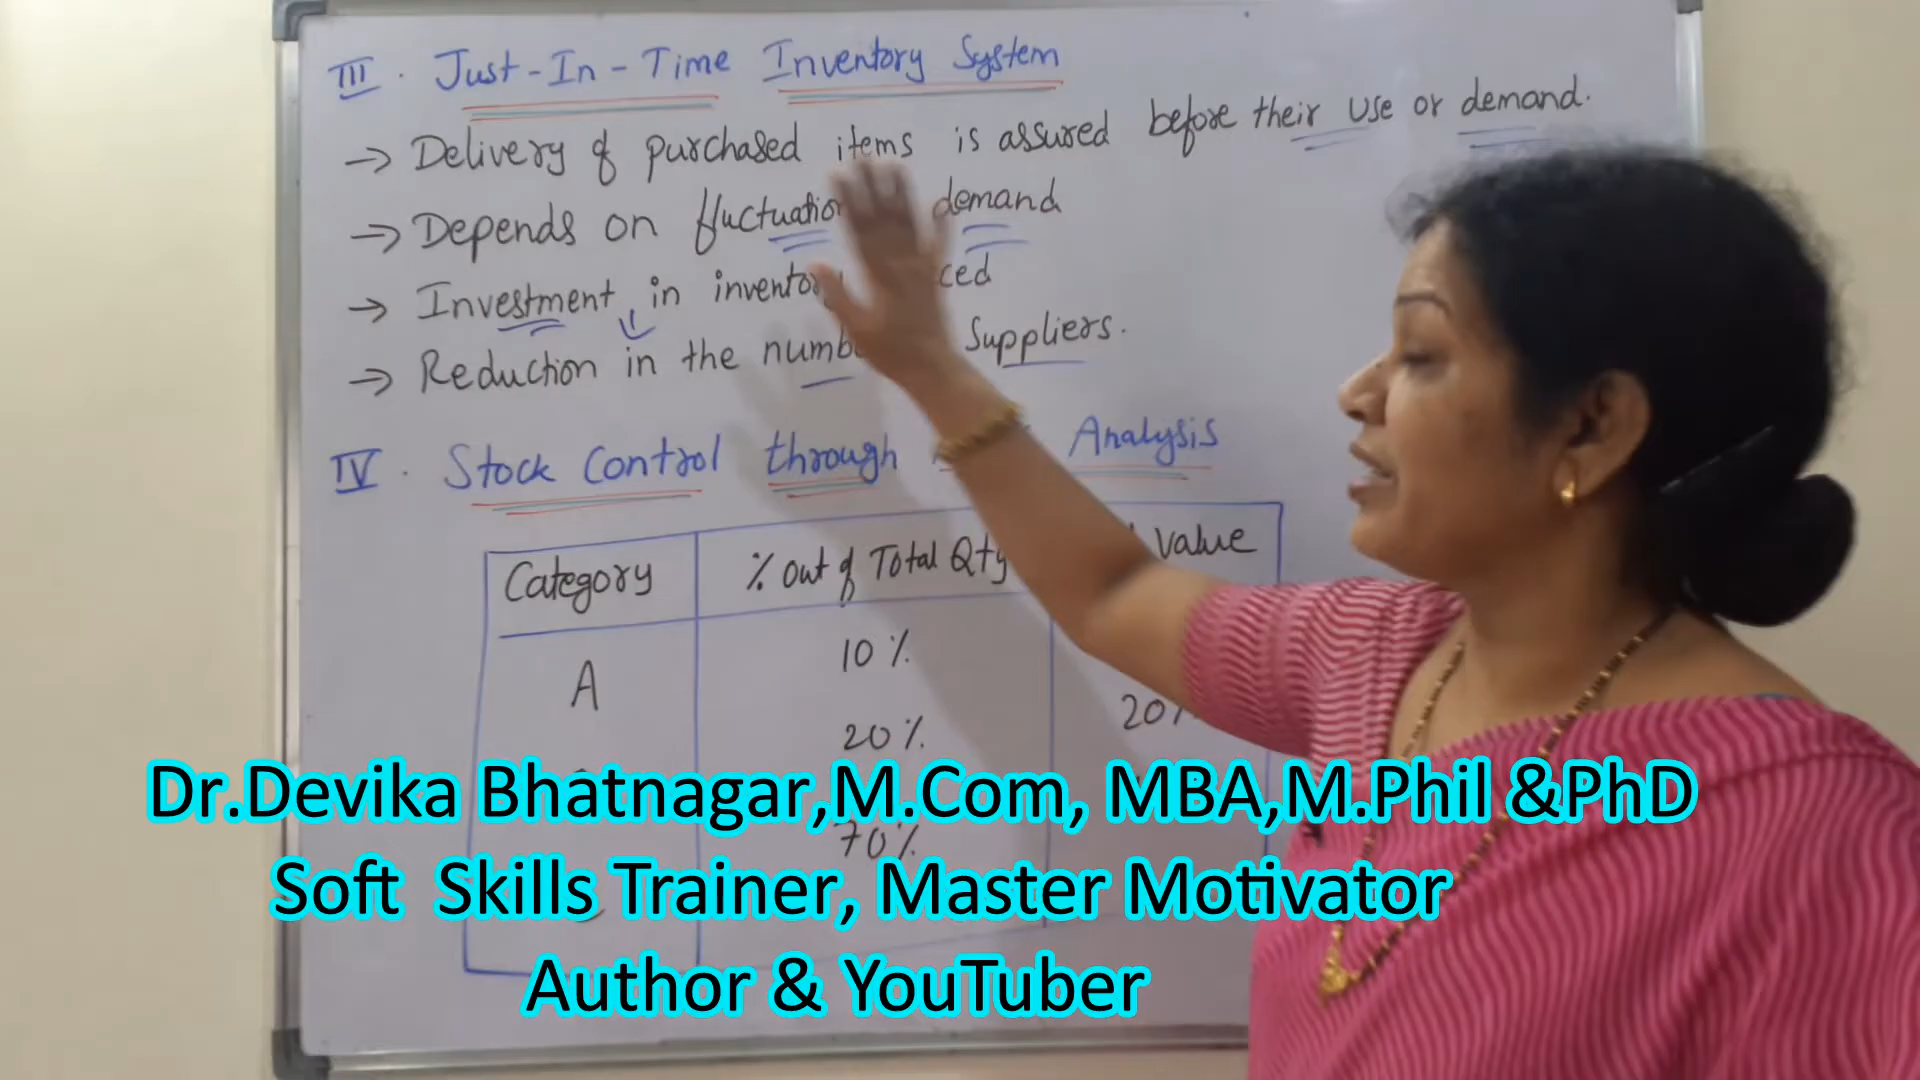 III. Just-In-Time Inventory System
→ Delivery of purchased items is assured before their use or demand.
→ Depends on demand
→ Investment in
→ Reduction in the Suppliers.
IV. Stock Control through Analysis
Category % out of Total Qty value
A 10%
20% 20%
Dr.Devika Bhatnagar,M.Com, MBA,M.Phil &PhD
70%
Soft Skills Trainer, Master Motivator
Author & YouTuber